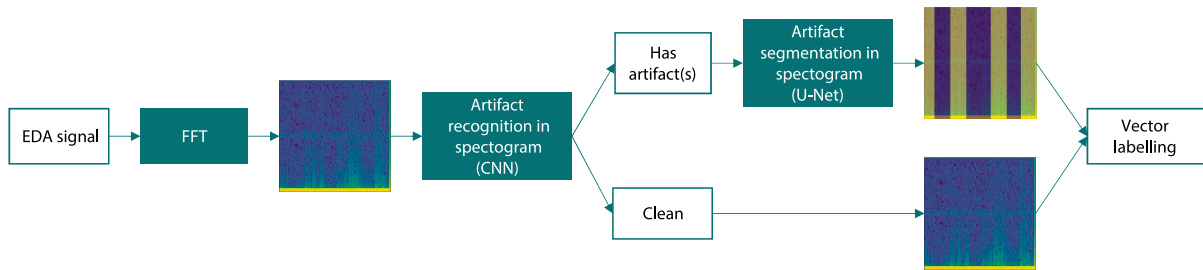 EDA signal
FFT
Artifact
recognition in
spectogram
(CNN)
Has
artifact(s)
Artifact
segmentation in
spectogram
(U-Net)
Clean
Vector
labelling